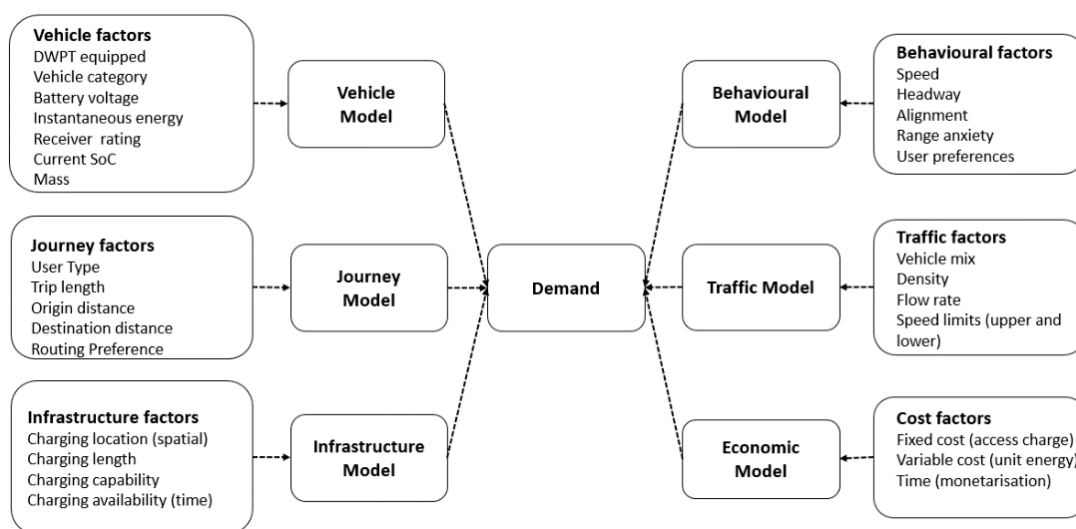 Vehicle factors
DWPT equipped
Vehicle category
Battery voltage
Instantaneous energy
Receiver rating
Current SoC
Mass
Vehicle
Model
Journey factors
User Type
Trip length
Origin distance
Destination distance
Routing Preference
Journey
Model
Infrastructure factors
Charging location (spatial)
Charging length
Charging capability
Charging availability (time)
Infrastructure
Model
Demand
Behavioural
Model
Behavioural factors
Speed
Headway
Alignment
Range anxiety
User preferences
Traffic Model
Traffic factors
Vehicle mix
Density
Flow rate
Speed limits (upper and
lower)
Economic
Model
Cost factors
Fixed cost (access charge)
Variable cost (unit energy)
Time (monetarisation)